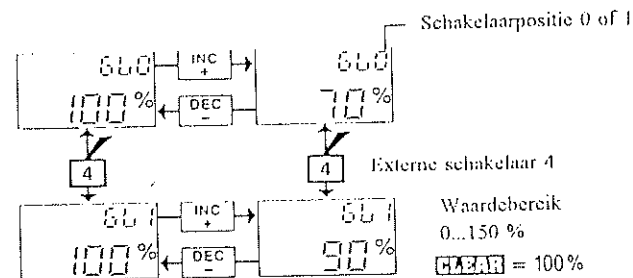 Schakelaarpositie 0 of 1
GL0 INC + GL0
100 % DEC − 70 %
4 4 Externe schakelaar 4
GL1 INC + GL1 Waardebereik
100 % DEC − 90 % 0...150 %
CLEAR = 100%